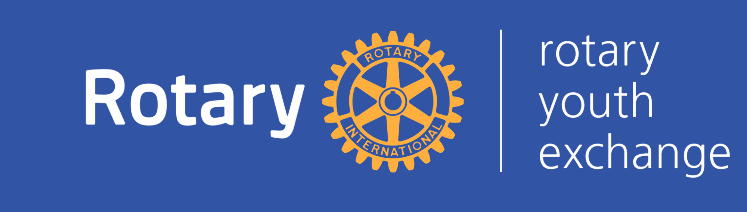 Rotary
ROTARY
INTERNATIONAL
rotary
youth
exchange